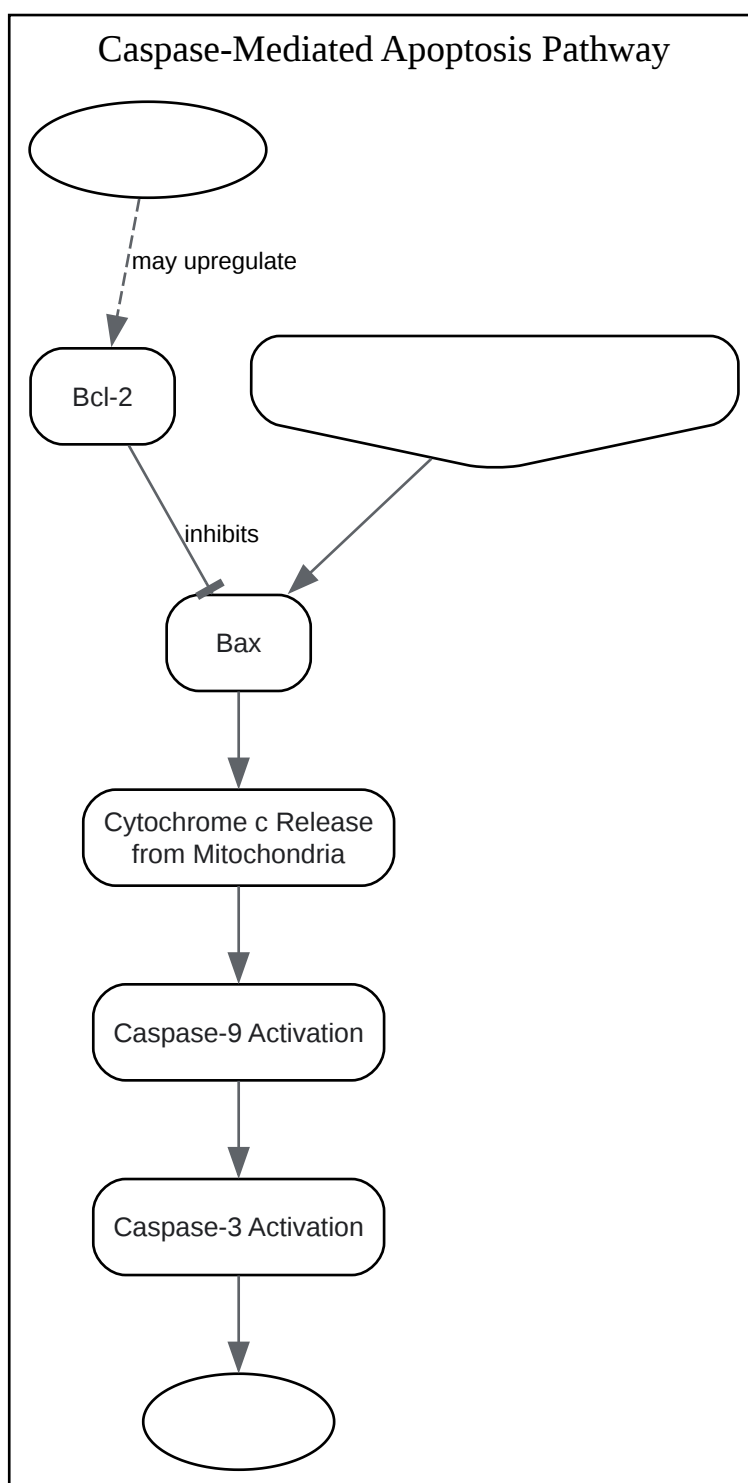 Caspase-Mediated Apoptosis Pathway
may upregulate
Bcl-2
inhibits
Bax
Cytochrome c Release
from Mitochondria
Caspase-9 Activation
Caspase-3 Activation